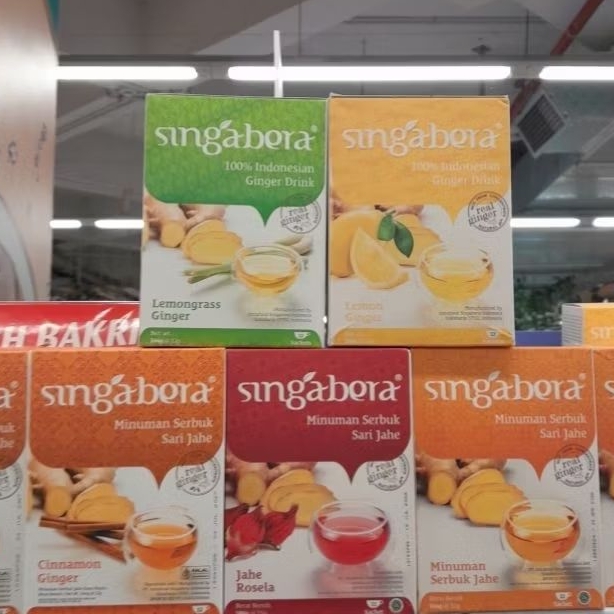 singabera®
100% Indonesian
Ginger Drink
real
ginger
Lemongrass
Ginger
singabera
100% Indonesian
Ginger Drink
real
ginger
Lemon
Ginger
H BAKRI
singabera®
Minuman Serbuk
Sari Jahe
real
ginger
Cinnamon
Ginger
singabera®
Minuman Serbuk
Sari Jahe
real
ginger
Jahe
Rosela
singabera®
Minuman Serbuk
Sari Jahe
real
ginger
Minuman
Serbuk Jahe